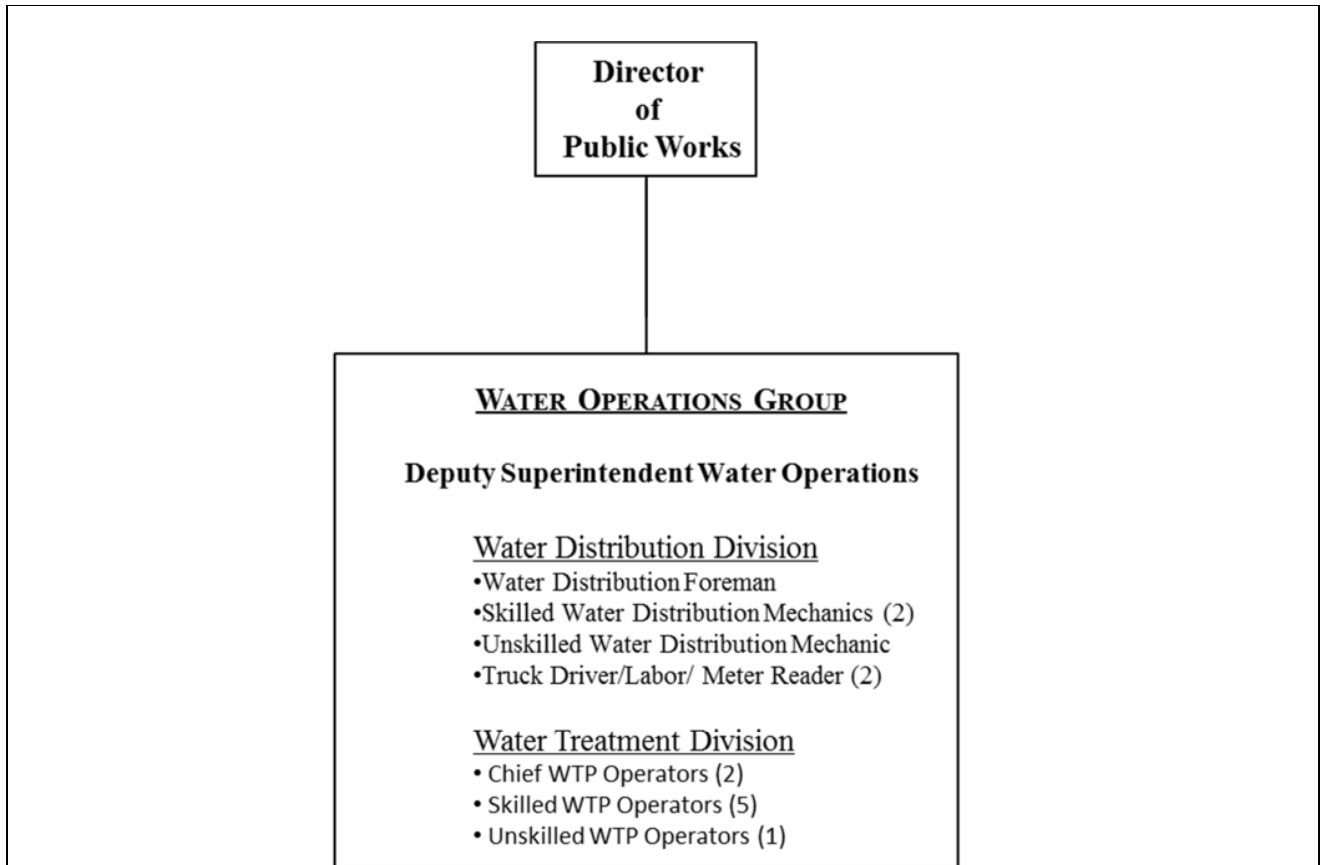 Director
of
Public Works
WATER OPERATIONS GROUP
Deputy Superintendent Water Operations
Water Distribution Division
•Water Distribution Foreman
•Skilled Water Distribution Mechanics (2)
•Unskilled Water Distribution Mechanic
•Truck Driver/Labor/ Meter Reader (2)
Water Treatment Division
• Chief WTP Operators (2)
• Skilled WTP Operators (5)
• Unskilled WTP Operators (1)